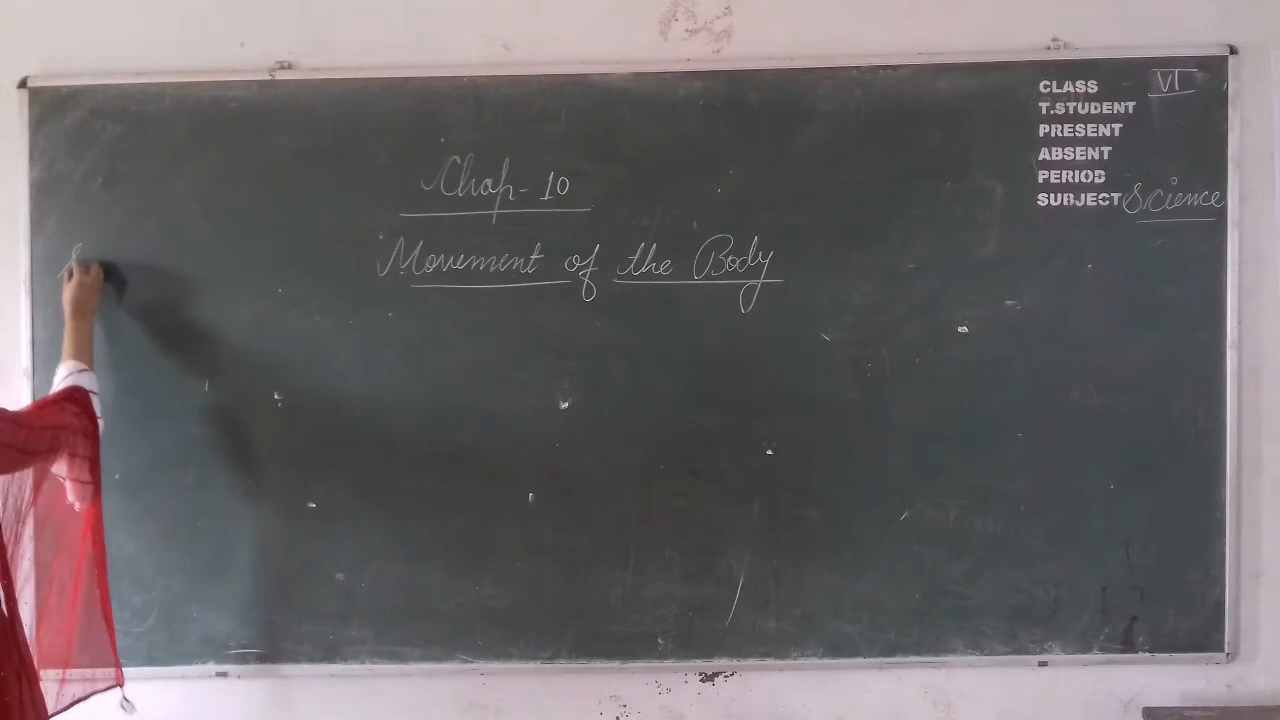 CLASS VI
T.STUDENT
PRESENT
ABSENT
PERIOD
SUBJECT Science
Chap-10
Movement of the Body